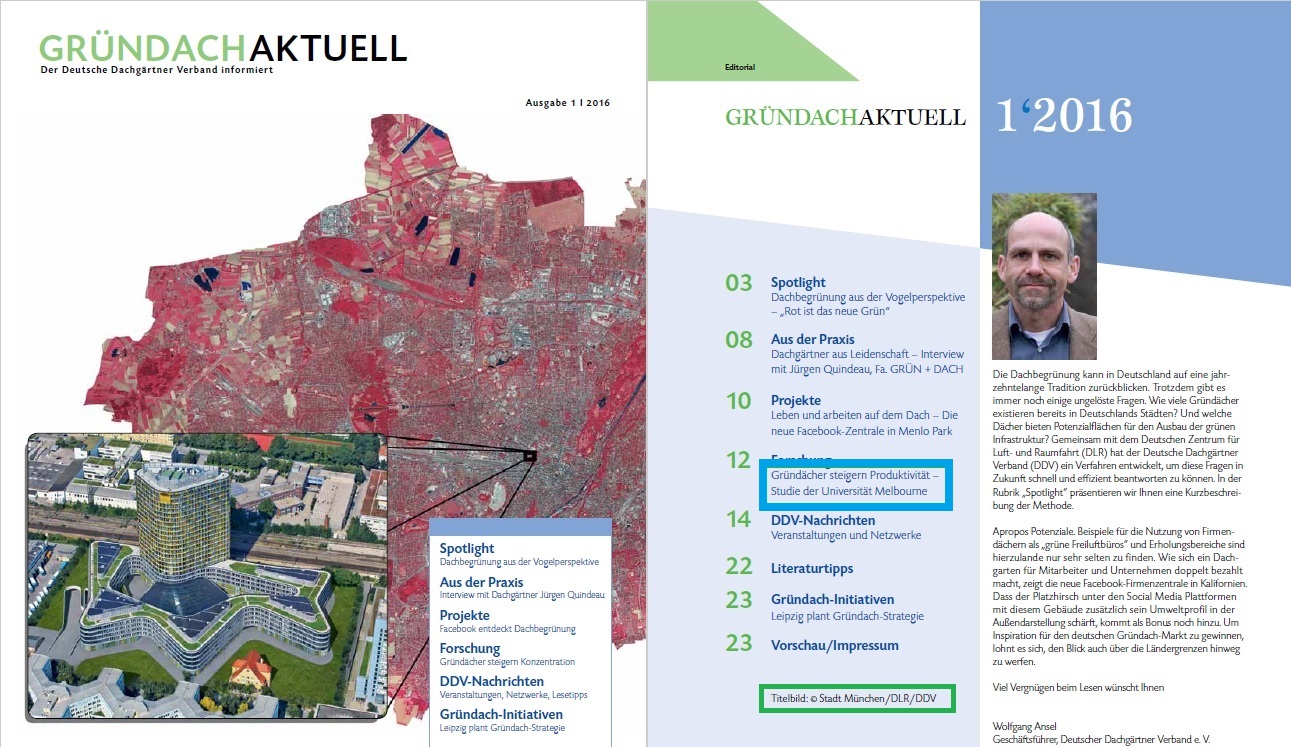 GRÜNDACHAKTUELL
Der Deutsche Dachgärtner Verband informiert
Ausgabe 1 | 2016
Spotlight
Dachbegrünung aus der Vogelperspektive
Aus der Praxis
Interview mit Dachgärtner Jürgen Quindeau
Projekte
Facebook entdeckt Dachbegrünung
Forschung
Gründächer steigern Konzentration
DDV-Nachrichten
Veranstaltungen, Netzwerke, Lesetipps
Gründach-Initiativen
Leipzig plant Gründach-Strategie
Editorial
GRÜNDACHAKTUELL
1‘2016
03 Spotlight
Dachbegrünung aus der Vogelperspektive
– „Rot ist das neue Grün“
08 Aus der Praxis
Dachgärtner aus Leidenschaft – Interview
mit Jürgen Quindeau, Fa. GRÜN + DACH
10 Projekte
Leben und arbeiten auf dem Dach – Die
neue Facebook-Zentrale in Menlo Park
12 Forschung
Gründächer steigern Produktivität –
Studie der Universität Melbourne
14 DDV-Nachrichten
Veranstaltungen und Netzwerke
22 Literaturtipps
23 Gründach-Initiativen
Leipzig plant Gründach-Strategie
23 Vorschau/Impressum
Titelbild: © Stadt München/DLR/DDV
Die Dachbegrünung kann in Deutschland auf eine jahr-
zehntelange Tradition zurückblicken. Trotzdem gibt es
immer noch einige ungelöste Fragen. Wie viele Gründächer
existieren bereits in Deutschlands Städten? Und welche
Dächer bieten Potenzialflächen für den Ausbau der grünen
Infrastruktur? Gemeinsam mit dem Deutschen Zentrum für
Luft- und Raumfahrt (DLR) hat der Deutsche Dachgärtner
Verband (DDV) ein Verfahren entwickelt, um diese Fragen in
Zukunft schnell und effizient beantworten zu können. In der
Rubrik „Spotlight“ präsentieren wir Ihnen eine Kurzbeschrei-
bung der Methode.
Apropos Potenziale. Beispiele für die Nutzung von Firmen-
dächern als „grüne Freiluftbüros“ und Erholungsbereiche sind
hierzulande nur sehr selten zu finden. Wie sich ein Dach-
garten für Mitarbeiter und Unternehmen doppelt bezahlt
macht, zeigt die neue Facebook-Firmenzentrale in Kalifornien.
Dass der Platzhirsch unter den Social Media Plattformen
mit diesem Gebäude zusätzlich sein Umweltprofil in der
Außendarstellung schärft, kommt als Bonus noch hinzu. Um
Inspiration für den deutschen Gründach-Markt zu gewinnen,
lohnt es sich, den Blick auch über die Ländergrenzen hinweg
zu werfen.
Viel Vergnügen beim Lesen wünscht Ihnen
Wolfgang Ansel
Geschäftsführer, Deutscher Dachgärtner Verband e. V.